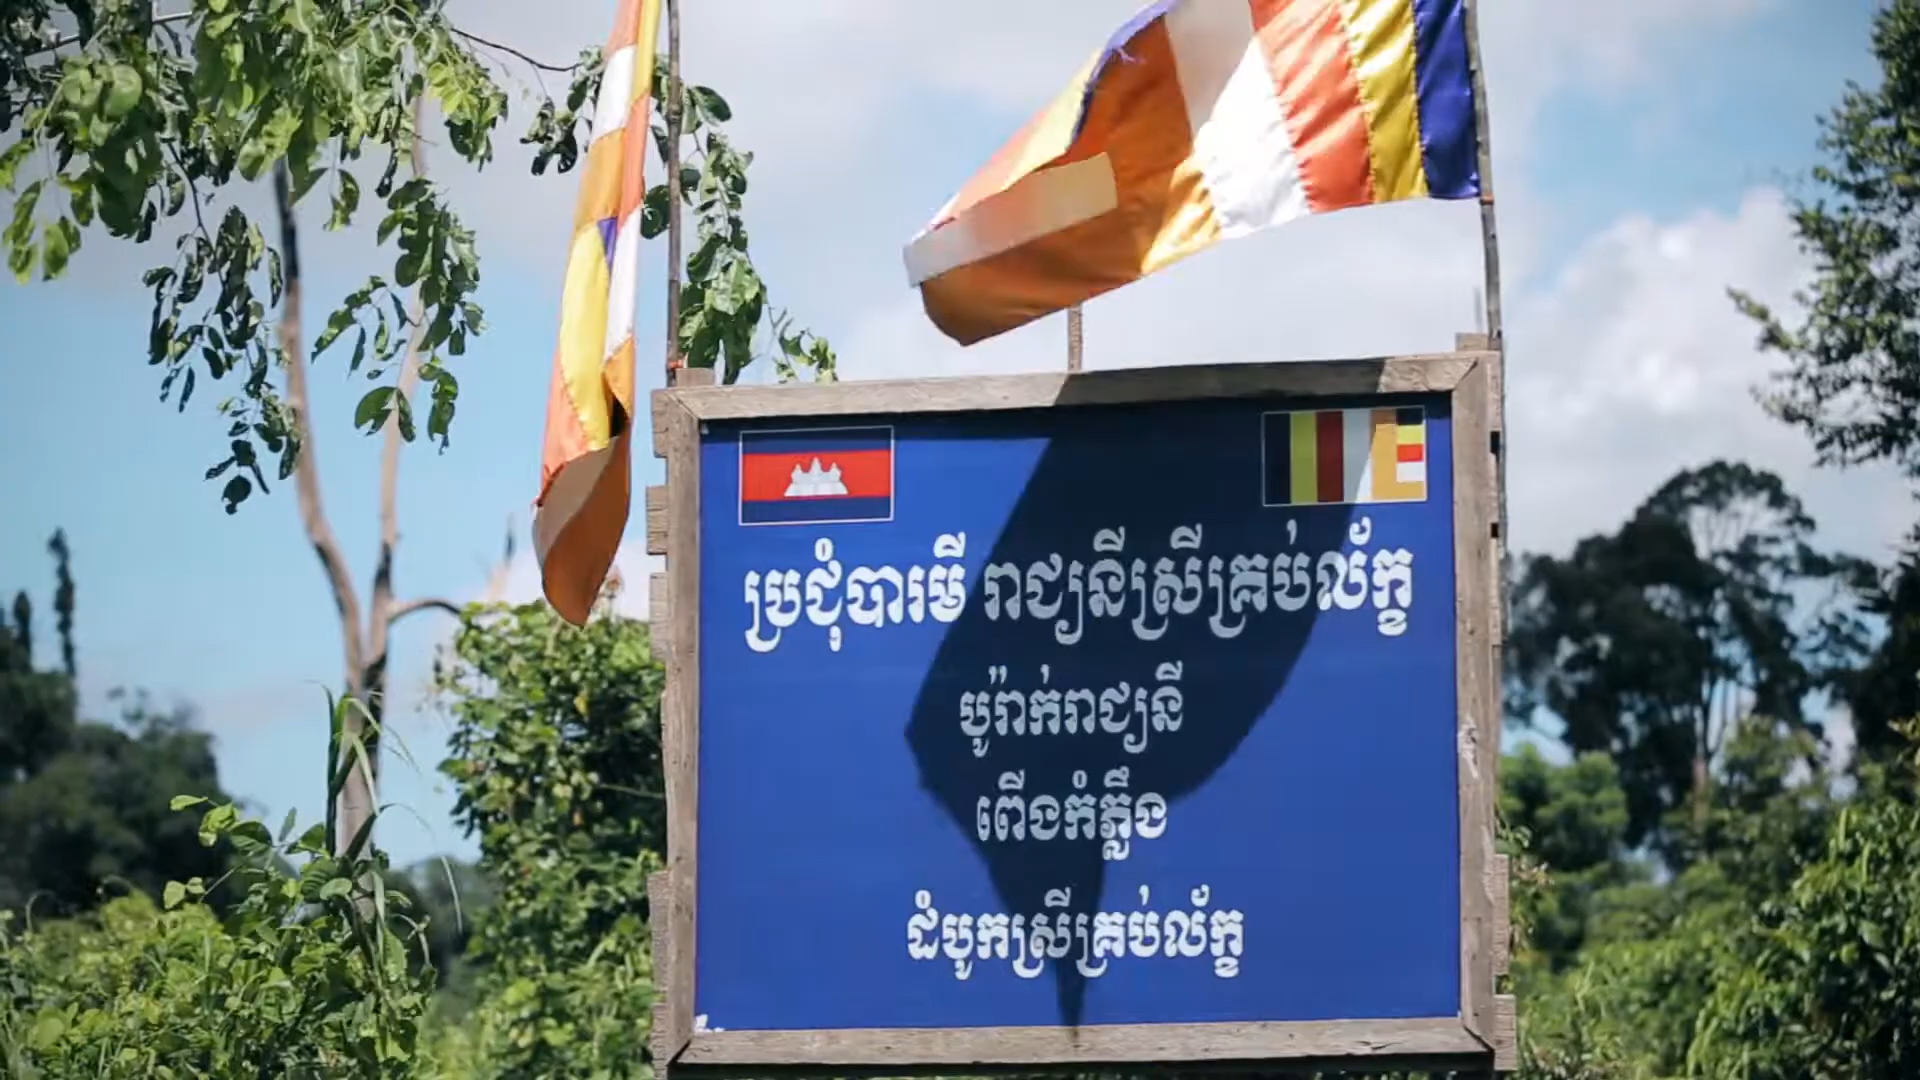 ប្រជុំបារមី រាជ្យនីស្រីគ្រប់ល័ក្ខ
បូរ៉ាក់រាជ្យនី
ពើងកំភ្លឹង
ដំបូកស្រីគ្រប់ល័ក្ខ